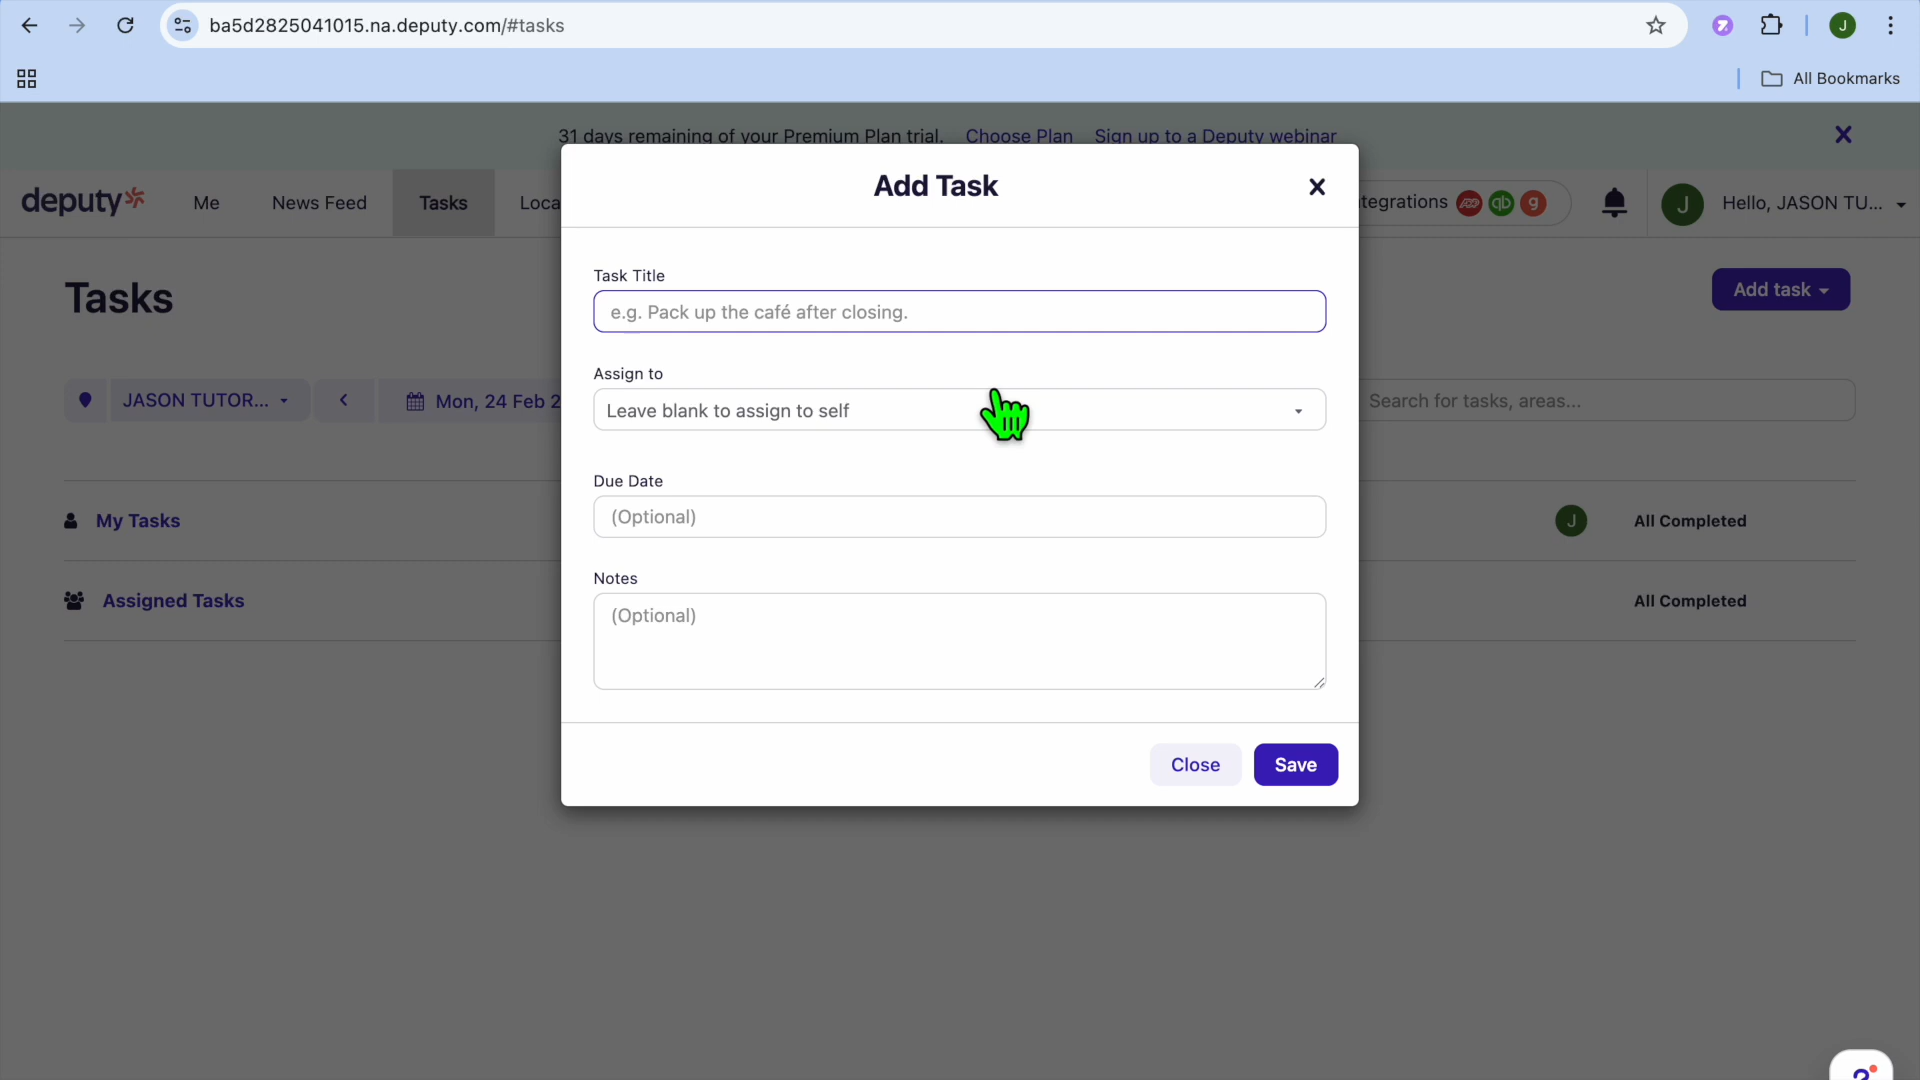 ba5d2825041015.na.deputy.com/#tasks
J
All Bookmarks
31 days remaining of your Premium Plan trial. Choose Plan Sign up to a Deputy webinar
deputy Me News Feed Tasks Loca
tegrations qb g J Hello, JASON TU...
Add Task
Tasks
Add task
Task Title
e.g. Pack up the café after closing.
Assign to
Leave blank to assign to self
JASON TUTOR... Mon, 24 Feb 2
Search for tasks, areas...
Due Date
(Optional)
My Tasks J All Completed
Notes
(Optional)
Assigned Tasks All Completed
Close Save